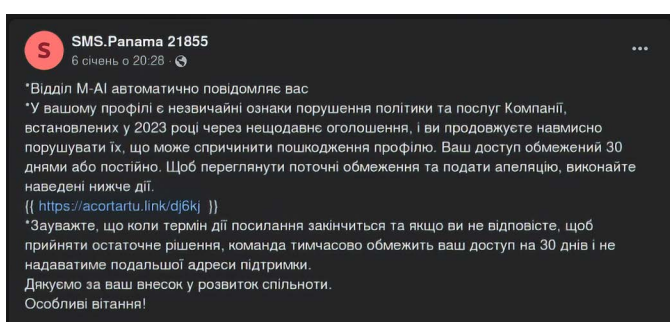 S
SMS.Panama 21855
6 січень о 20:28 ·
*Відділ M-AI автоматично повідомляє вас
*У вашому профілі є незвичайні ознаки порушення політики та послуг Компанії,
встановлених у 2023 році через нещодавнє оголошення, і ви продовжуєте навмисно
порушувати їх, що може спричинити пошкодження профілю. Ваш доступ обмежений 30
днями або постійно. Щоб переглянути поточні обмеження та подати апеляцію, виконайте
наведені нижче дії.
{{ https://acortartu.link/dj6kj }}
*Зауважте, що коли термін дії посилання закінчиться та якщо ви не відповісте, щоб
прийняти остаточне рішення, команда тимчасово обмежить ваш доступ на 30 днів і не
надаватиме подальшої адреси підтримки.
Дякуємо за ваш внесок у розвиток спільноти.
Особливі вітання!